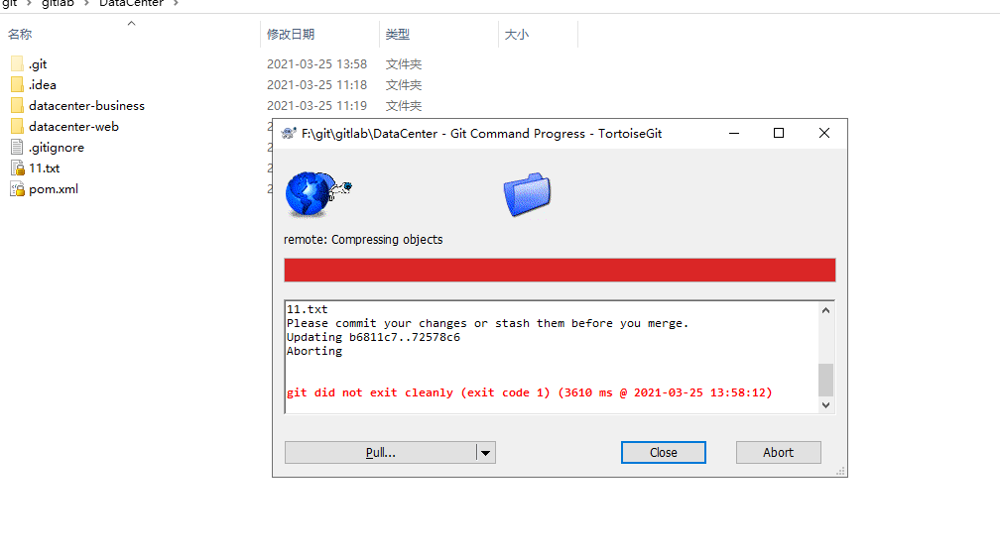 git › gitlab › DataCenter ›
名称 修改日期 类型 大小
.git 2021-03-25 13:58 文件夹
.idea 2021-03-25 11:18 文件夹
datacenter-business 2021-03-25 11:19 文件夹
datacenter-web 2
.gitignore 2
11.txt 2
pom.xml 2
F:\git\gitlab\DataCenter - Git Command Progress - TortoiseGit
remote: Compressing objects
11.txt
Please commit your changes or stash them before you merge.
Updating b6811c7..72578c6
Aborting
git did not exit cleanly (exit code 1) (3610 ms @ 2021-03-25 13:58:12)
Pull... Close Abort